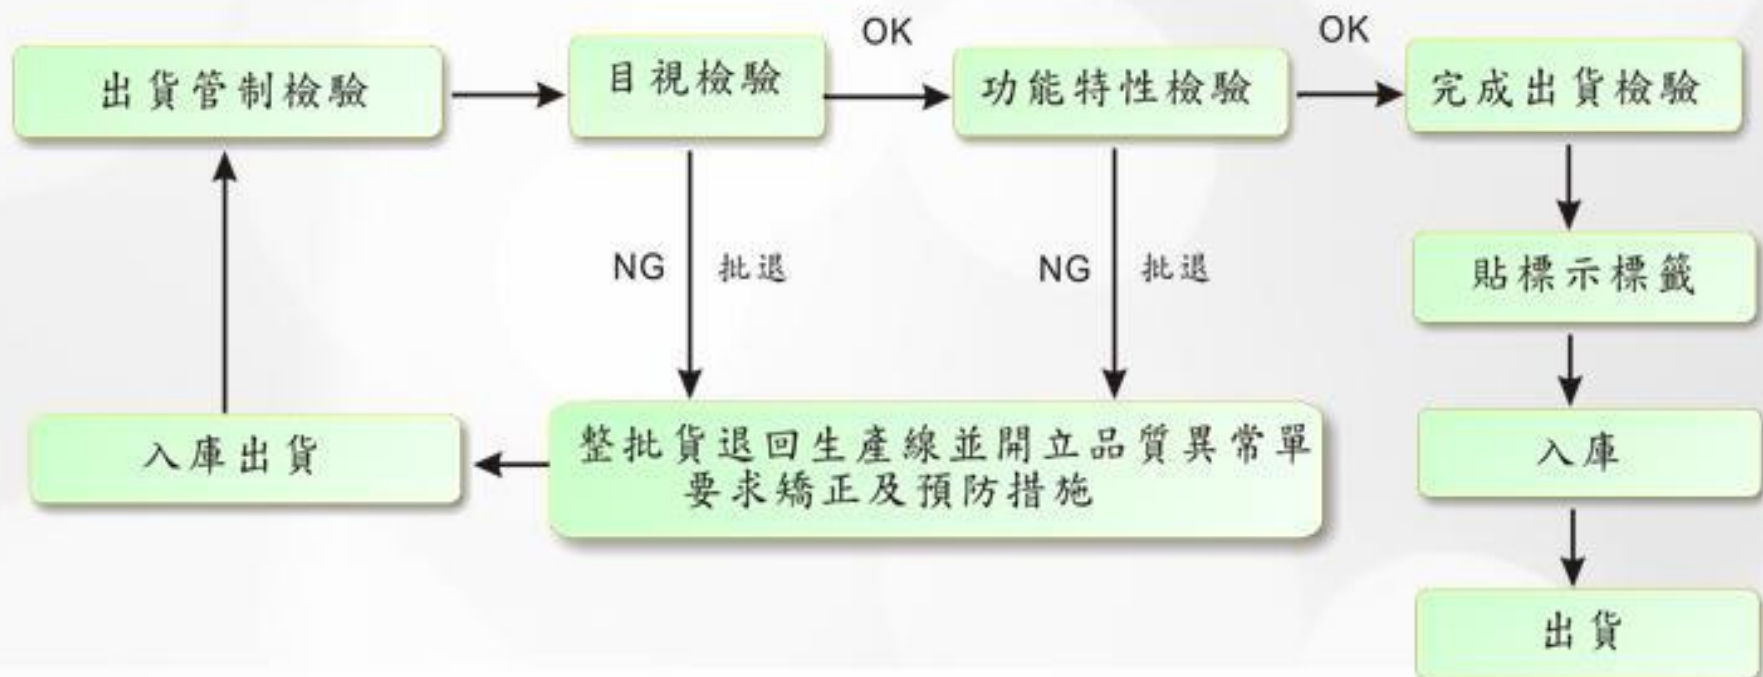 OK
OK
出貨管制檢驗
目視檢驗
功能特性檢驗
完成出貨檢驗
NG
批退
NG
批退
貼標示標籤
入庫出貨
整批貨退回生產線並開立品質異常單
要求矯正及預防措施
入庫
出貨